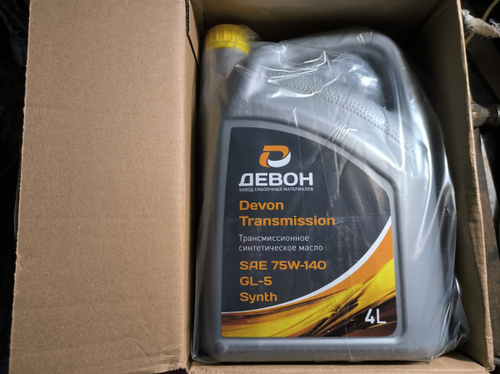 ДЕВОН
ЗАВОД СМАЗОЧНЫХ МАТЕРИАЛОВ
Devon
Transmission
Трансмиссионное
синтетическое масло
SAE 75W-140
GL-5
Synth
4L